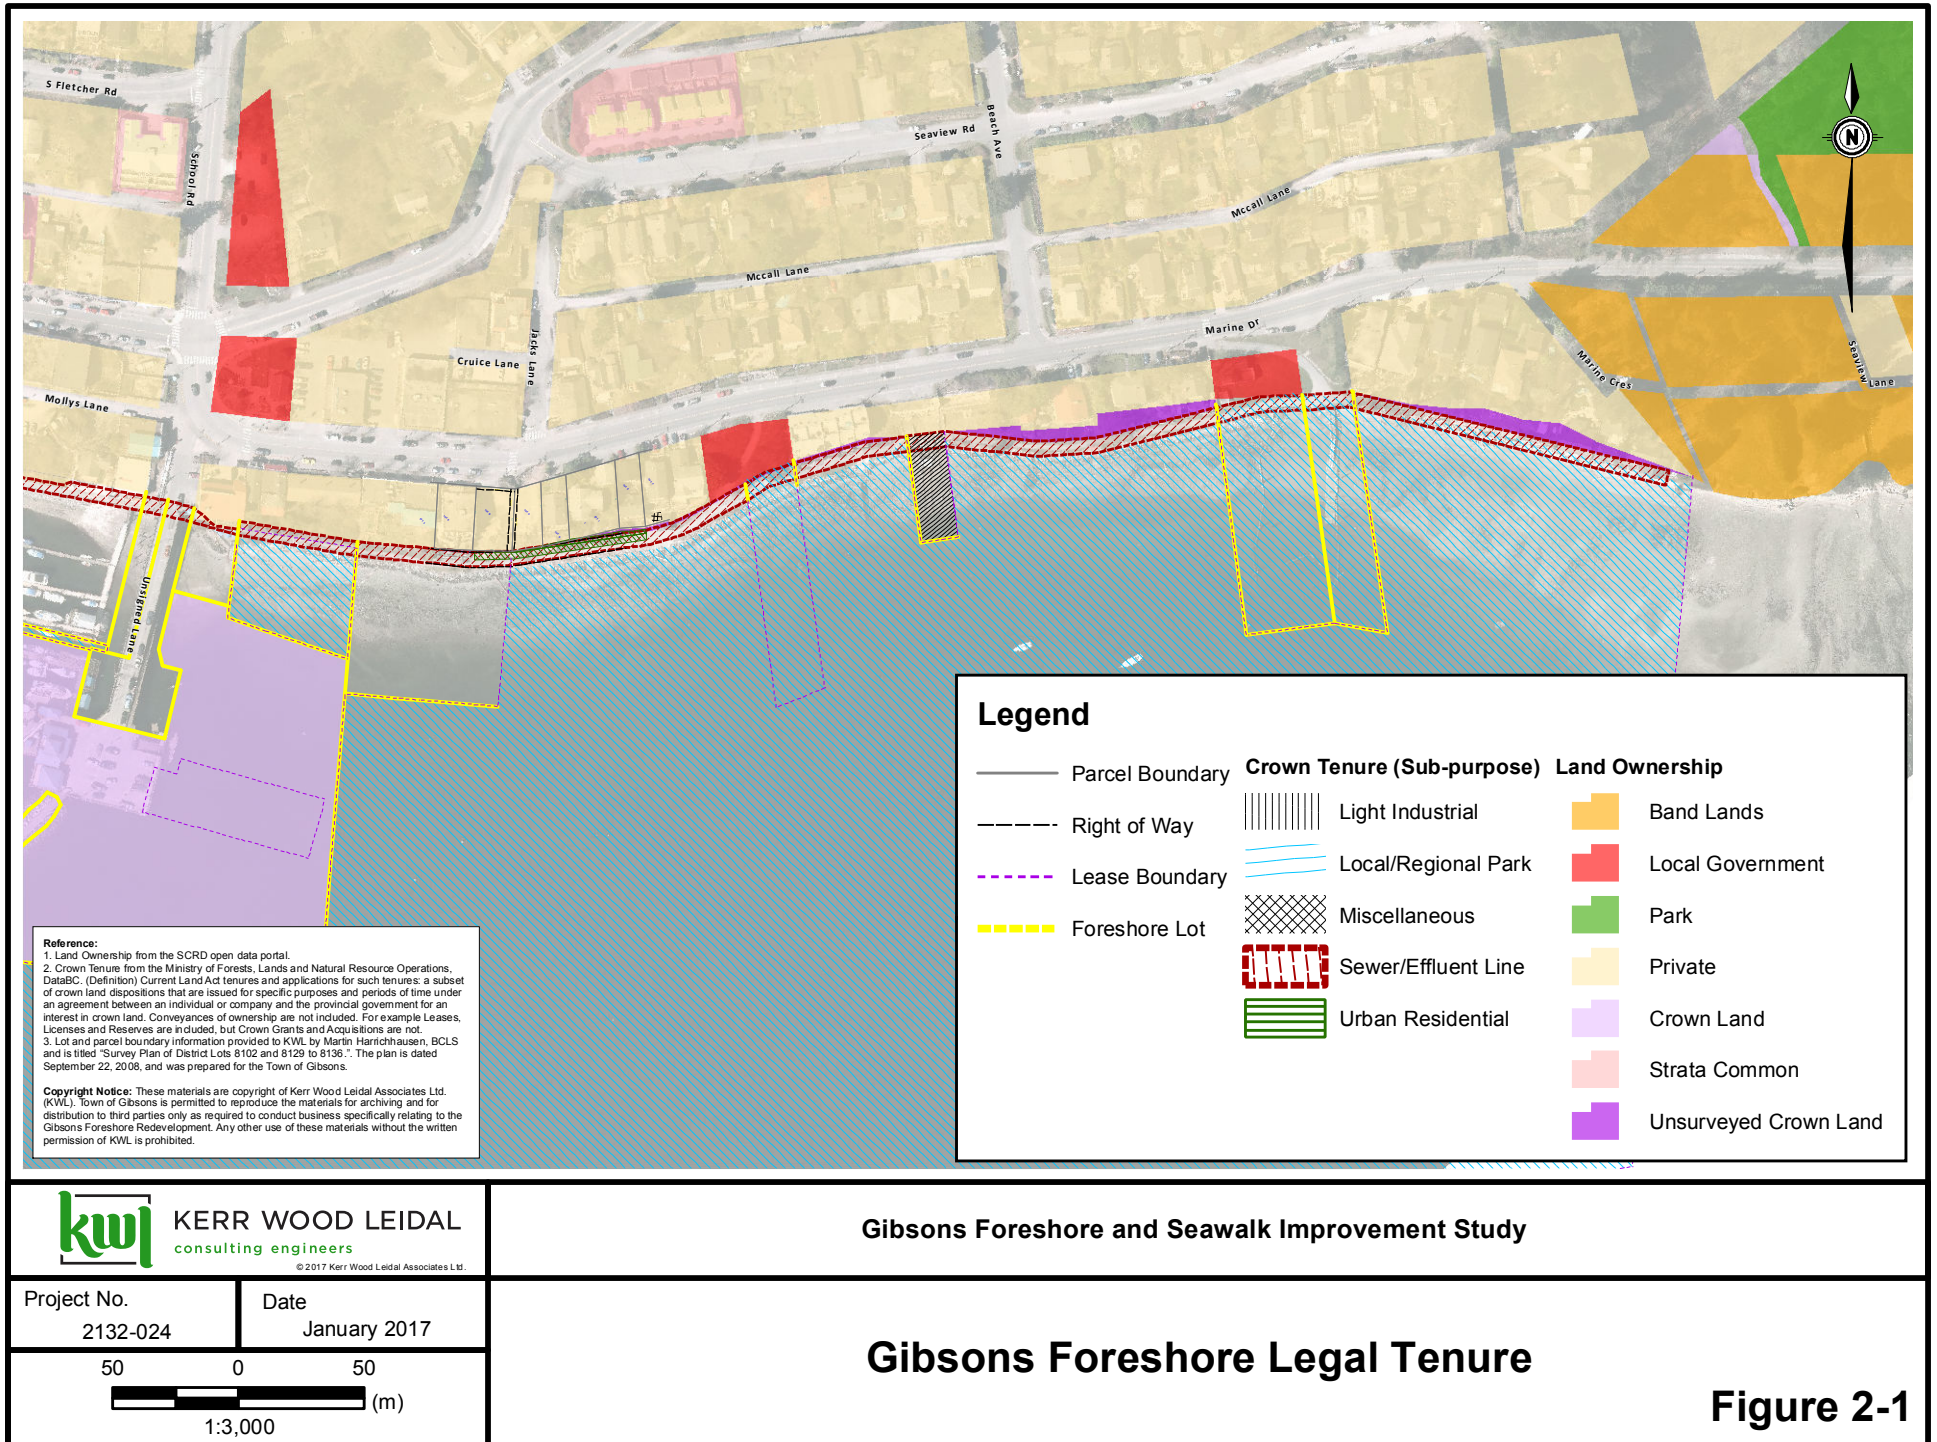 S Fletcher Rd
School Rd
Seaview Rd
Beach Ave
Mccall Lane
Mccall Lane
Marine Dr
Jacks Lane
Cruice Lane
Mollys Lane
Marine Cres
Seaview Lane
Unsigned Lane
N
Legend
Parcel Boundary
Right of Way
Lease Boundary
Foreshore Lot
Crown Tenure (Sub-purpose)
Light Industrial
Local/Regional Park
Miscellaneous
Sewer/Effluent Line
Urban Residential
Land Ownership
Band Lands
Local Government
Park
Private
Crown Land
Strata Common
Unsurveyed Crown Land
Reference:
1. Land Ownership from the SCRD open data portal.
2. Crown Tenure from the Ministry of Forests, Lands and Natural Resource Operations,
DataBC. (Definition) Current Land Act tenures and applications for such tenures: a subset
of crown land dispositions that are issued for specific purposes and periods of time under
an agreement between an individual or company and the provincial government for an
interest in crown land. Conveyances of ownership are not included. For example Leases,
Licenses and Reserves are included, but Crown Grants and Acquisitions are not.
3. Lot and parcel boundary information provided to KWL by Martin Harrichhausen, BCLS
and is titled “Survey Plan of District Lots 8102 and 8129 to 8136.”. The plan is dated
September 22, 2008, and was prepared for the Town of Gibsons.
Copyright Notice: These materials are copyright of Kerr Wood Leidal Associates Ltd.
(KWL). Town of Gibsons is permitted to reproduce the materials for archiving and for
distribution to third parties only as required to conduct business specifically relating to the
Gibsons Foreshore Redevelopment. Any other use of these materials without the written
permission of KWL is prohibited.
kwl
KERR WOOD LEIDAL
consulting engineers
© 2017 Kerr Wood Leidal Associates Ltd.
Gibsons Foreshore and Seawalk Improvement Study
Project No.
2132-024
Date
January 2017
50 0 50
(m)
1:3,000
Gibsons Foreshore Legal Tenure
Figure 2-1